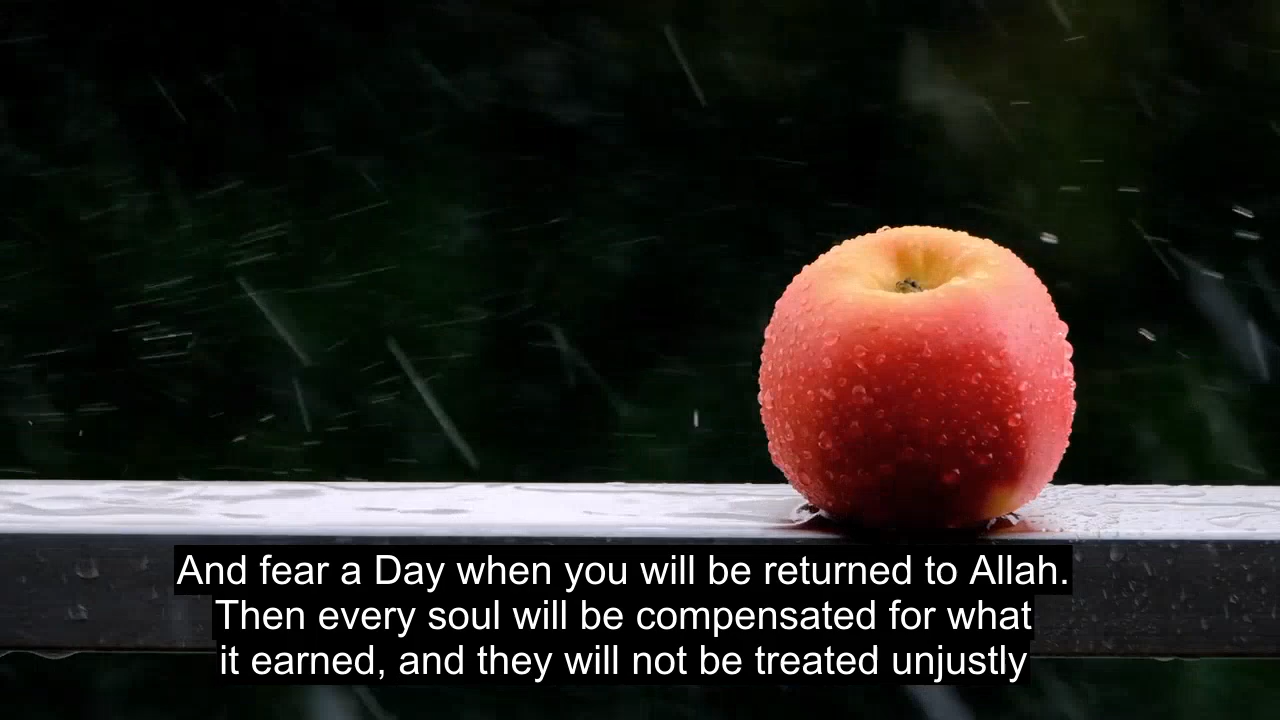 And fear a Day when you will be returned to Allah.
Then every soul will be compensated for what
it earned, and they will not be treated unjustly